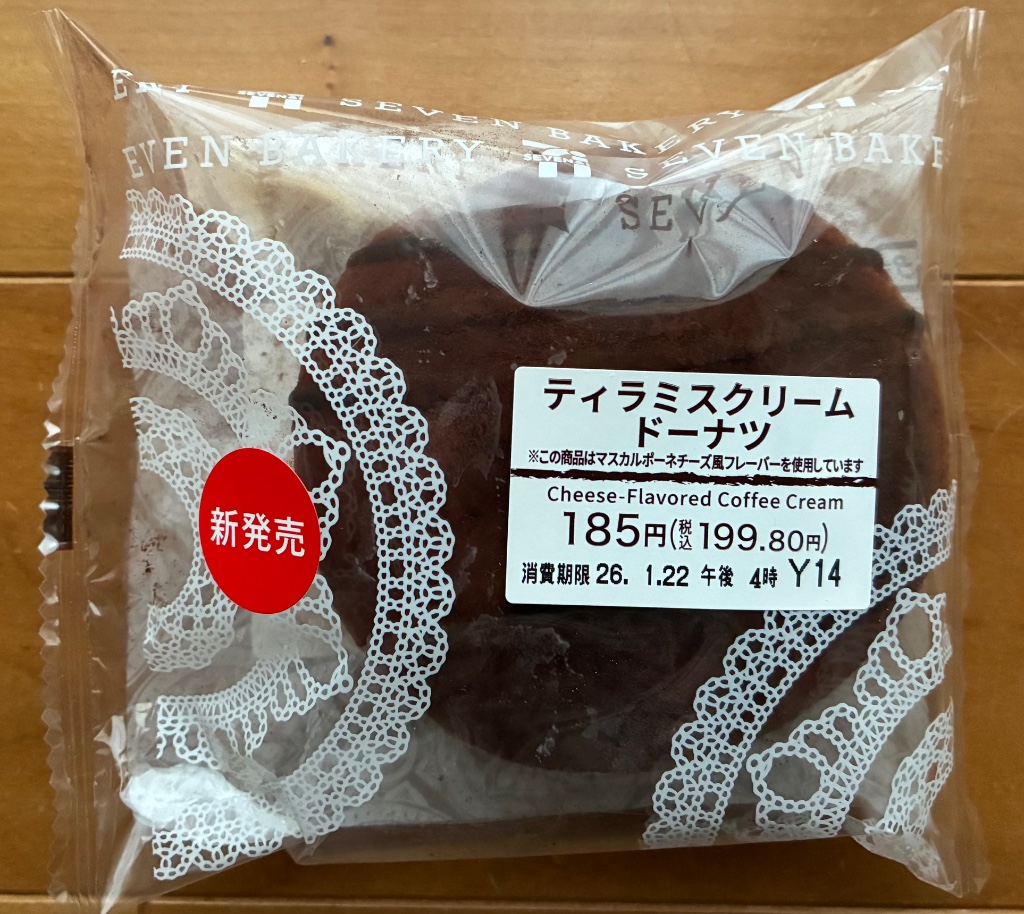 SEVEN BAKERY
EVEN BAKERY
SEVEN BAKE
ティラミスクリーム
ドーナツ
※この商品はマスカルポーネチーズ風フレーバーを使用しています
Cheese-Flavored Coffee Cream
185円(税込199.80円)
消費期限 26. 1.22 午後 4時 Y14
新発売